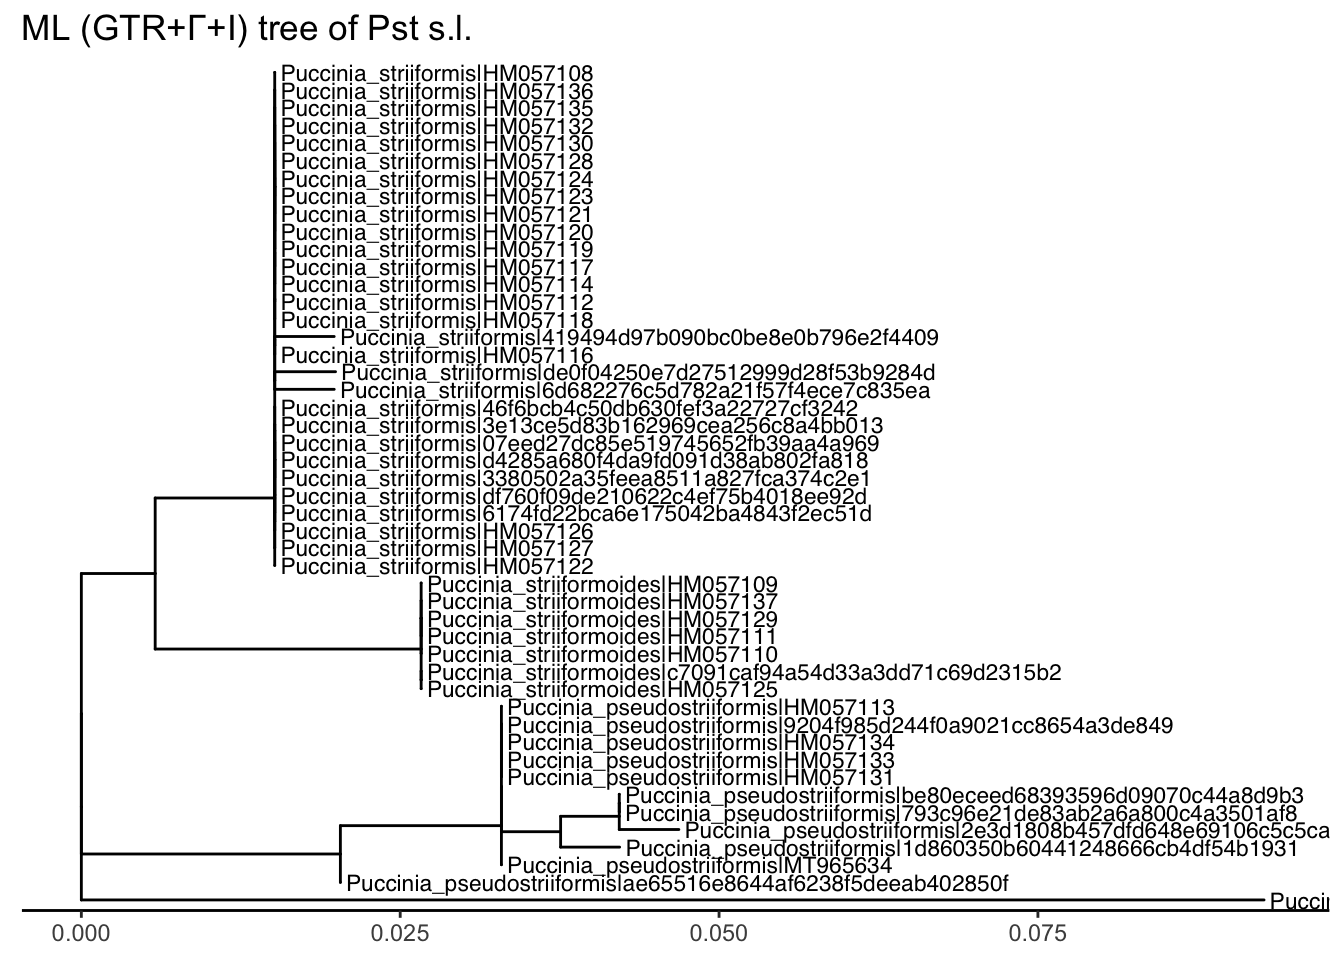 ML (GTR+Γ+I) tree of Pst s.l.
Puccinia_striiformis|HM057108
Puccinia_striiformis|HM057136
Puccinia_striiformis|HM057135
Puccinia_striiformis|HM057132
Puccinia_striiformis|HM057130
Puccinia_striiformis|HM057128
Puccinia_striiformis|HM057124
Puccinia_striiformis|HM057123
Puccinia_striiformis|HM057121
Puccinia_striiformis|HM057120
Puccinia_striiformis|HM057119
Puccinia_striiformis|HM057117
Puccinia_striiformis|HM057114
Puccinia_striiformis|HM057112
Puccinia_striiformis|HM057118
Puccinia_striiformis|419494d97b090bc0be8e0b796e2f4409
Puccinia_striiformis|HM057116
Puccinia_striiformis|de0f04250e7d27512999d28f53b9284d
Puccinia_striiformis|6d682276c5d782a21f57f4ece7c835ea
Puccinia_striiformis|46f6bcb4c50db630fef3a22727cf3242
Puccinia_striiformis|3e13ce5d83b162969cea256c8a4bb013
Puccinia_striiformis|07eed27dc85e519745652fb39aa4a969
Puccinia_striiformis|d4285a680f4da9fd091d38ab802fa818
Puccinia_striiformis|3380502a35feea8511a827fca374c2e1
Puccinia_striiformis|df760f09de210622c4ef75b4018ee92d
Puccinia_striiformis|6174fd22bca6e175042ba4843f2ec51d
Puccinia_striiformis|HM057126
Puccinia_striiformis|HM057127
Puccinia_striiformis|HM057122
Puccinia_striiformoides|HM057109
Puccinia_striiformoides|HM057137
Puccinia_striiformoides|HM057129
Puccinia_striiformoides|HM057111
Puccinia_striiformoides|HM057110
Puccinia_striiformoides|c7091caf94a54d33a3dd71c69d2315b2
Puccinia_striiformoides|HM057125
Puccinia_pseudostriiformis|HM057113
Puccinia_pseudostriiformis|9204f985d244f0a9021cc8654a3de849
Puccinia_pseudostriiformis|HM057134
Puccinia_pseudostriiformis|HM057133
Puccinia_pseudostriiformis|HM057131
Puccinia_pseudostriiformis|be80eceed68393596d09070c44a8d9b3
Puccinia_pseudostriiformis|793c96e21de83ab2a6a800c4a3501af8
Puccinia_pseudostriiformis|2e3d1808b457dfd648e69106c5c5ca
Puccinia_pseudostriiformis|1d860350b60441248666cb4df54b1931
Puccinia_pseudostriiformis|MT965634
Puccinia_pseudostriiformis|ae65516e8644af6238f5deeab402850f
Pucci
0.000 0.025 0.050 0.075